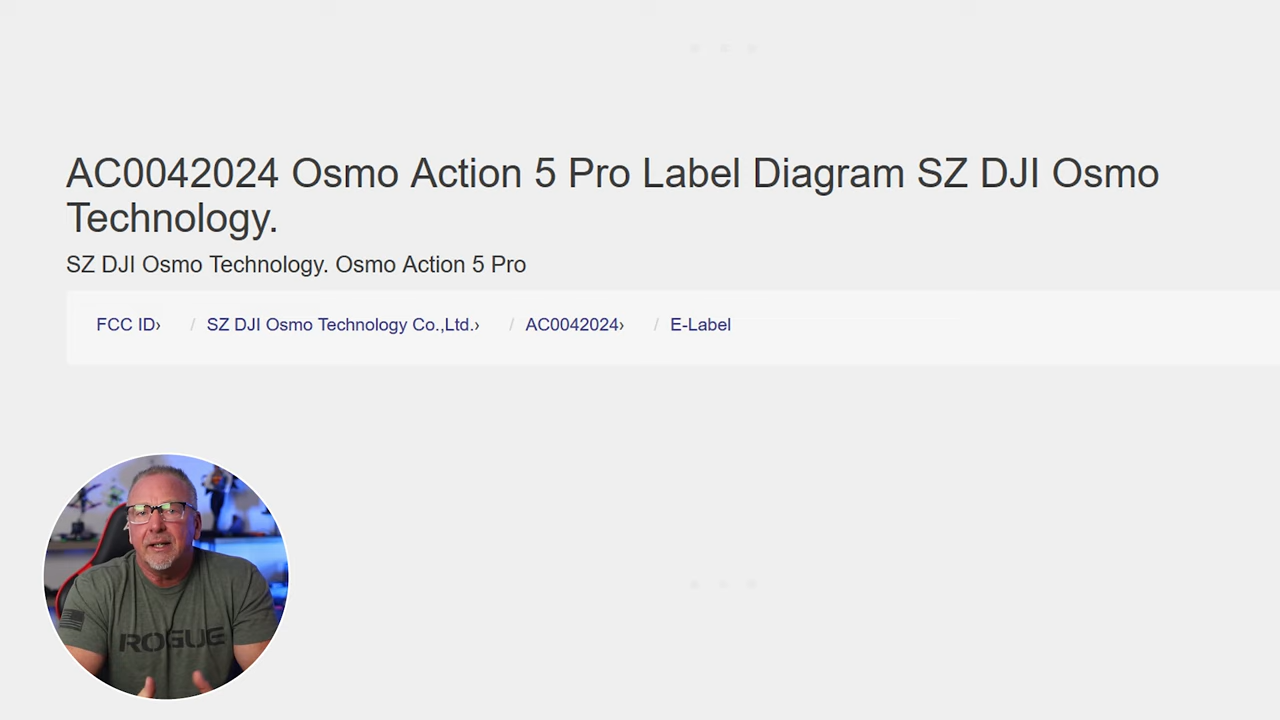 AC0042024 Osmo Action 5 Pro Label Diagram SZ DJI Osmo
Technology.
SZ DJI Osmo Technology. Osmo Action 5 Pro
FCC ID› / SZ DJI Osmo Technology Co.,Ltd.› / AC0042024› / E-Label
ROGUE